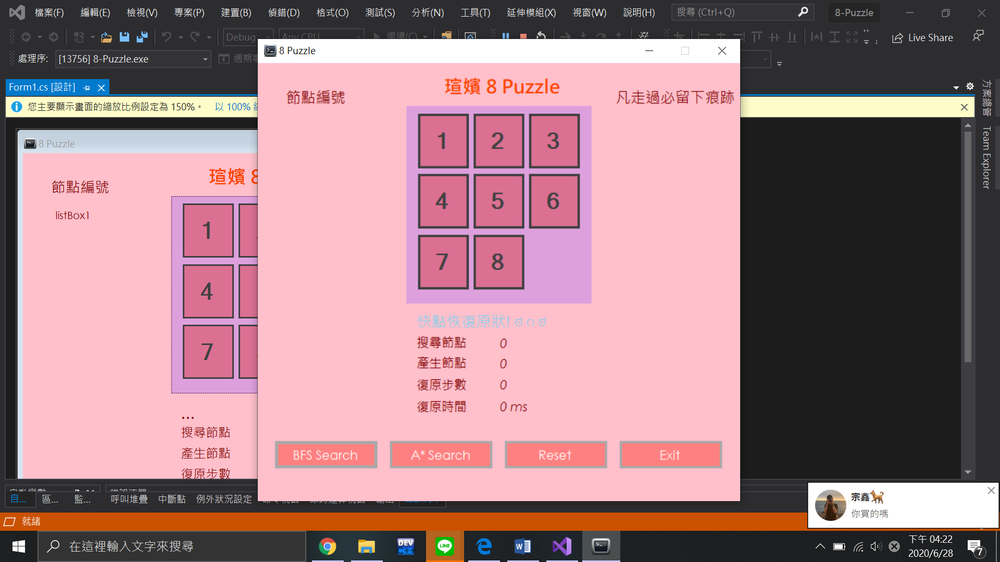 檔案(F) 編輯(E) 檢視(V) 專案(P) 建置(B) 偵錯(D) 格式(O) 測試(S) 分析(N) 工具(T) 延伸模組(X) 視窗(W) 說明(H) 搜尋 (Ctrl+Q) 8-Puzzle
Debug Any CPU 繼續(C) Live Share
處理序: [13756] 8-Puzzle.exe 週期事
Form1.cs [設計]
您主要顯示畫面的縮放比例設定為 150%。 以 100%
方案總管
Team Explorer
8 Puzzle
節點編號
瑄嬪 8
listBox1
1
4
7
...
搜尋節點
產生節點
復原步數
8 Puzzle
瑄嬪 8 Puzzle
節點編號
凡走過必留下痕跡
1 2 3
4 5 6
7 8
快點恢復原狀! ಠ∩ಠ
搜尋節點 0
產生節點 0
復原步數 0
復原時間 0 ms
BFS Search A* Search Reset Exit
自... 區... 監... 呼叫堆疊 中斷點 例外狀況設定
就緒
宗鑫🐕
你買的嗎
在這裡輸入文字來搜尋
DEV C++
LINE
下午 04:22
2020/6/28
7